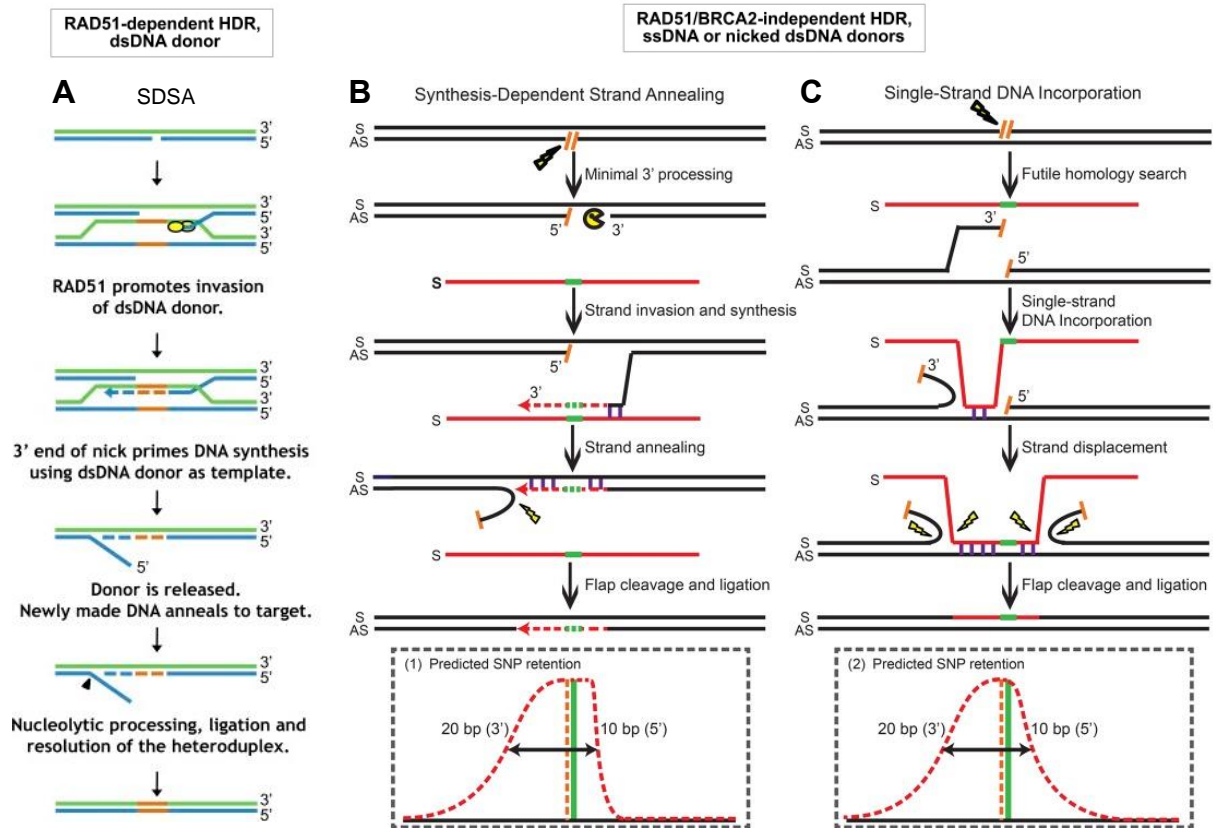 RAD51-dependent HDR,
dsDNA donor
RAD51/BRCA2-independent HDR,
ssDNA or nicked dsDNA donors
A
SDSA
3'
5'
3'
5'
3'
5'
RAD51 promotes invasion
of dsDNA donor.
3'
5'
3'
5'
3' end of nick primes DNA synthesis
using dsDNA donor as template.
3'
5'
5'
Donor is released.
Newly made DNA anneals to target.
3'
5'
Nucleolytic processing, ligation and
resolution of the heteroduplex.
3'
5'
B
Synthesis-Dependent Strand Annealing
S
AS
Minimal 3' processing
S
AS
5'
3'
S
Strand invasion and synthesis
S
AS
5'
3'
S
Strand annealing
S
AS
S
Flap cleavage and ligation
S
AS
(1) Predicted SNP retention
20 bp (3')
10 bp (5')
C
Single-Strand DNA Incorporation
S
AS
Futile homology search
S
3'
5'
S
AS
Single-strand
DNA Incorporation
S
3'
5'
S
AS
Strand displacement
S
S
AS
Flap cleavage and ligation
S
AS
(2) Predicted SNP retention
20 bp (3')
10 bp (5')